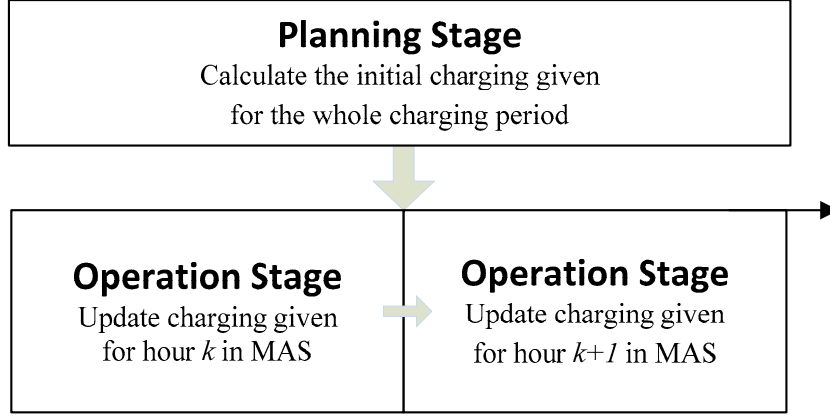 Planning Stage
Calculate the initial charging given
for the whole charging period
Operation Stage
Update charging given
for hour k in MAS
Operation Stage
Update charging given
for hour k+1 in MAS